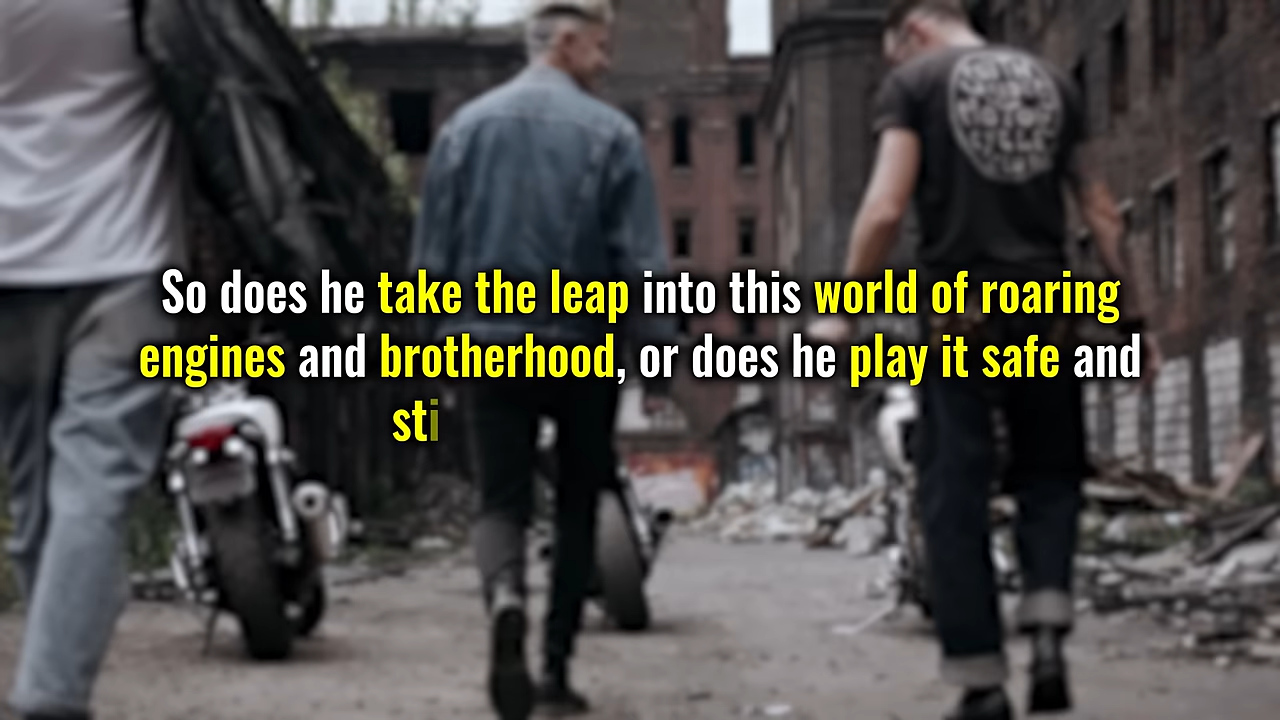 So does he take the leap into this world of roaring
engines and brotherhood, or does he play it safe and
sti